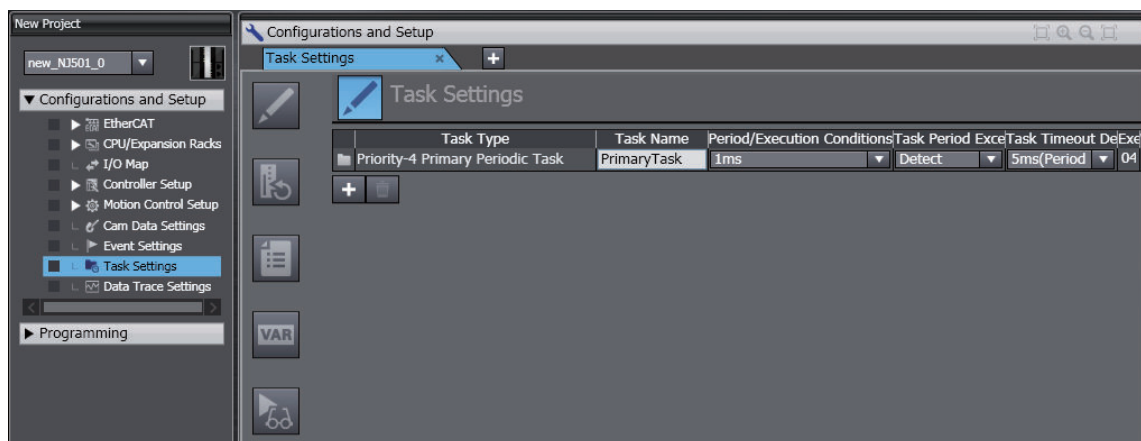 New Project
new_NJ501_0
Configurations and Setup
EtherCAT
CPU/Expansion Racks
I/O Map
Controller Setup
Motion Control Setup
Cam Data Settings
Event Settings
Task Settings
Data Trace Settings
Programming
Configurations and Setup
Task Settings
Task Settings
Task Type Task Name Period/Execution Conditions Task Period Exce Task Timeout De Exe
Priority-4 Primary Periodic Task PrimaryTask 1ms Detect 5ms(Period 04
VAR